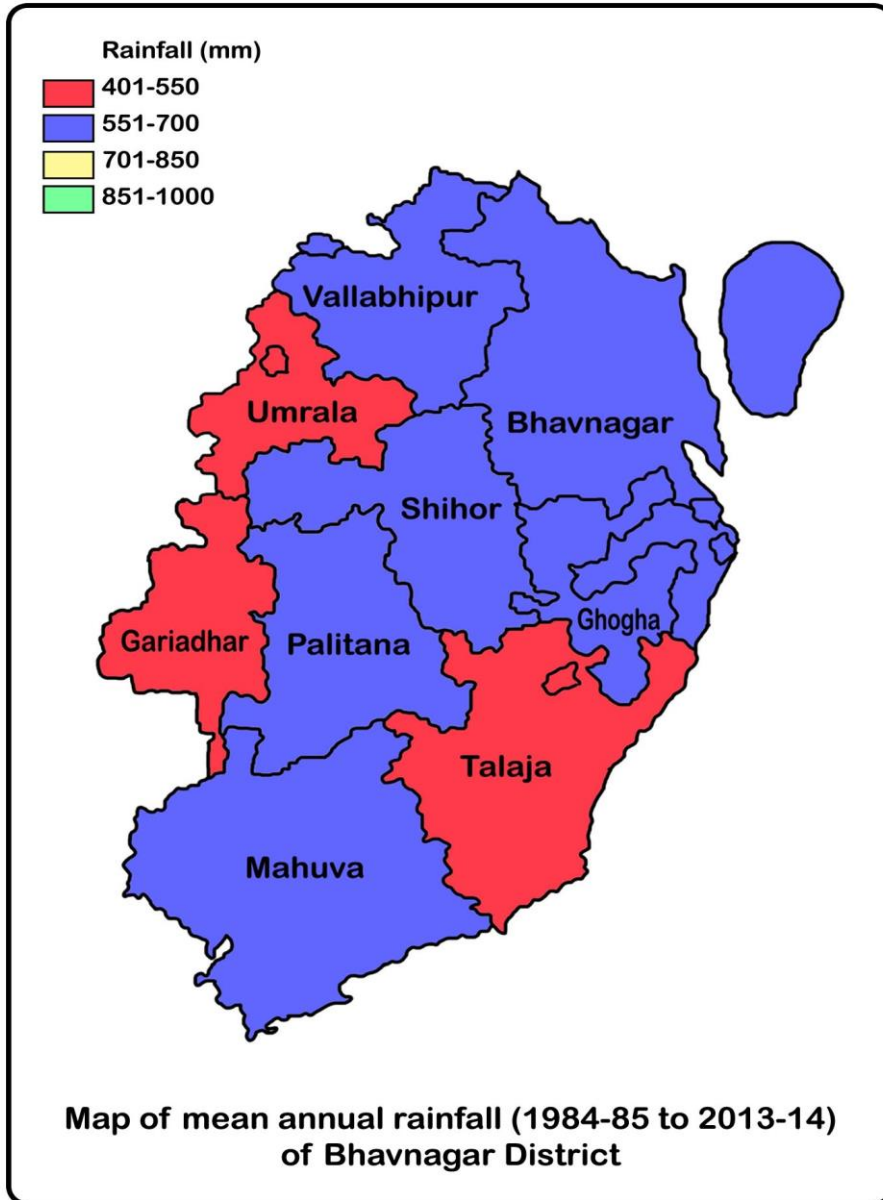 Rainfall (mm)
401-550
551-700
701-850
851-1000
Vallabhipur
Umrala
Bhavnagar
Shihor
Ghogha
Gariadhar
Palitana
Talaja
Mahuva
Map of mean annual rainfall (1984-85 to 2013-14)
of Bhavnagar District